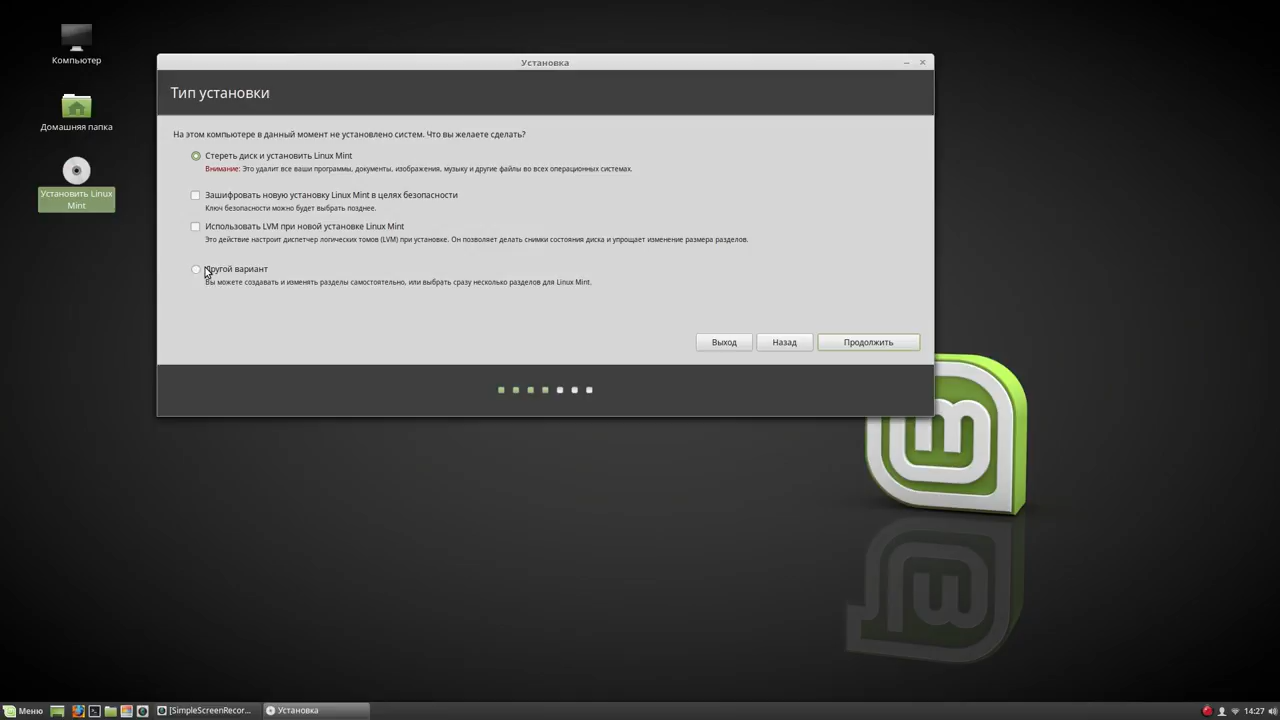 Компьютер
Домашняя папка
Установить Linux
Mint
Установка
Тип установки
На этом компьютере в данный момент не установлено систем. Что вы желаете сделать?
Стереть диск и установить Linux Mint
Внимание: Это удалит все ваши программы, документы, изображения, музыку и другие файлы во всех операционных системах.
Зашифровать новую установку Linux Mint в целях безопасности
Ключ безопасности можно будет выбрать позднее.
Использовать LVM при новой установке Linux Mint
Это действие настроит диспетчер логических томов (LVM) при установке. Он позволяет делать снимки состояния диска и упрощает изменение размера разделов.
Другой вариант
Вы можете создавать и изменять разделы самостоятельно, или выбрать сразу несколько разделов для Linux Mint.
Выход
Назад
Продолжить
Меню
[SimpleScreenRecor...
Установка
14:27